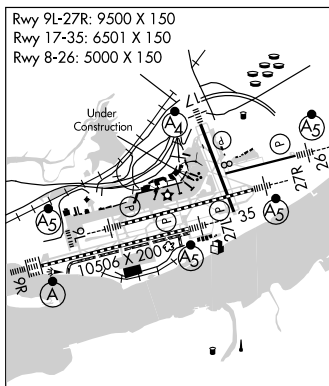 Rwy 9L-27R: 9500 X 150
Rwy 17-35: 6501 X 150
Rwy 8-26: 5000 X 150
17
Under
Construction
A4
A5
P
P
8
26
A5
P
P
P
27R
9L
35
A5
27L
10506 X 200
A5
9R
A